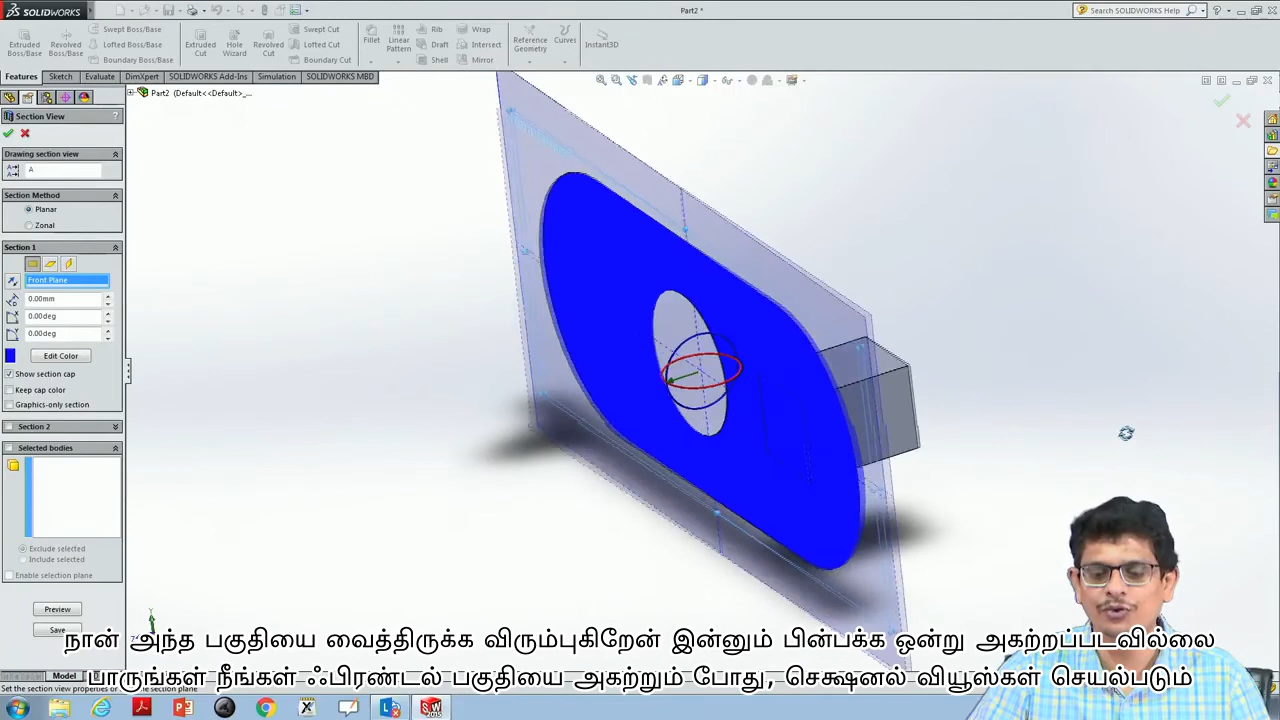 SOLIDWORKS
Part2 *
Search SOLIDWORKS Help
Extruded Boss/Base
Revolved Boss/Base
Swept Boss/Base
Lofted Boss/Base
Boundary Boss/Base
Extruded Cut
Hole Wizard
Revolved Cut
Swept Cut
Lofted Cut
Boundary Cut
Fillet
Linear Pattern
Rib
Draft
Shell
Wrap
Intersect
Mirror
Reference Geometry
Curves
Instant3D
Features
Sketch
Evaluate
DimXpert
SOLIDWORKS Add-Ins
Simulation
SOLIDWORKS MBD
Part2 (Default<<Default>_...
Section View
Drawing section view
A
Section Method
Planar
Zonal
Section 1
Front Plane
0.00mm
0.00deg
0.00deg
Edit Color
Show section cap
Keep cap color
Graphics-only section
Section 2
Selected bodies
Exclude selected
Include selected
Enable selection plane
Preview
Save
நான் அந்த பகுதியை வைத்திருக்க விரும்புகிறேன் இன்னும் பின்பக்க ஒன்று அகற்றப்படவில்லை
பாருங்கள் நீங்கள் ஃபிரண்டல் பகுதியை அகற்றும் போது, செக்ஷனல் வியூஸ்கள் செயல்படும்
Model